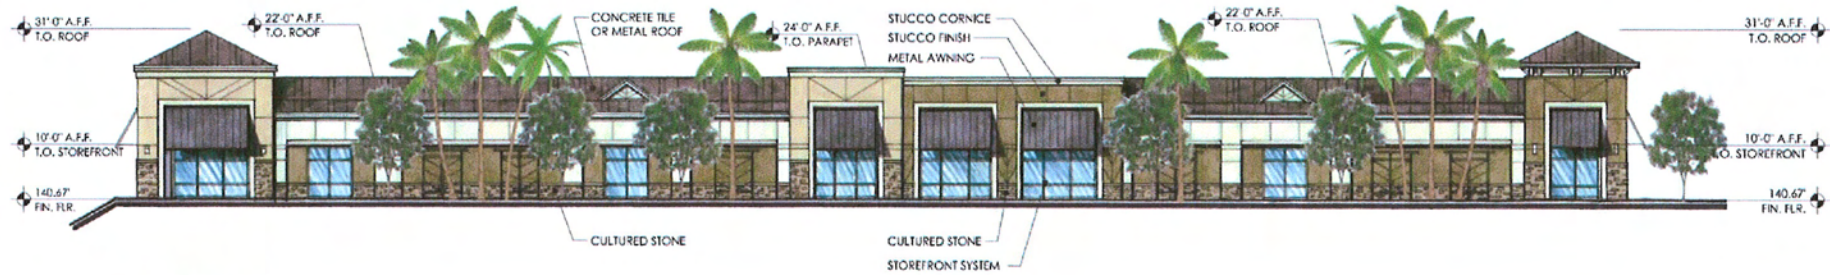 31'-0" A.F.F.
T.O. ROOF
22'-0" A.F.F.
T.O. ROOF
CONCRETE TILE
OR METAL ROOF
24'-0" A.F.F.
T.O. PARAPET
STUCCO CORNICE
STUCCO FINISH
METAL AWNING
22'-0" A.F.F.
T.O. ROOF
31'-0" A.F.F.
T.O. ROOF
10'-0" A.F.F.
T.O. STOREFRONT
10'-0" A.F.F.
.O. STOREFRONT
140.67'
FIN. FLR.
140.67'
FIN. FLR.
CULTURED STONE
CULTURED STONE
STOREFRONT SYSTEM